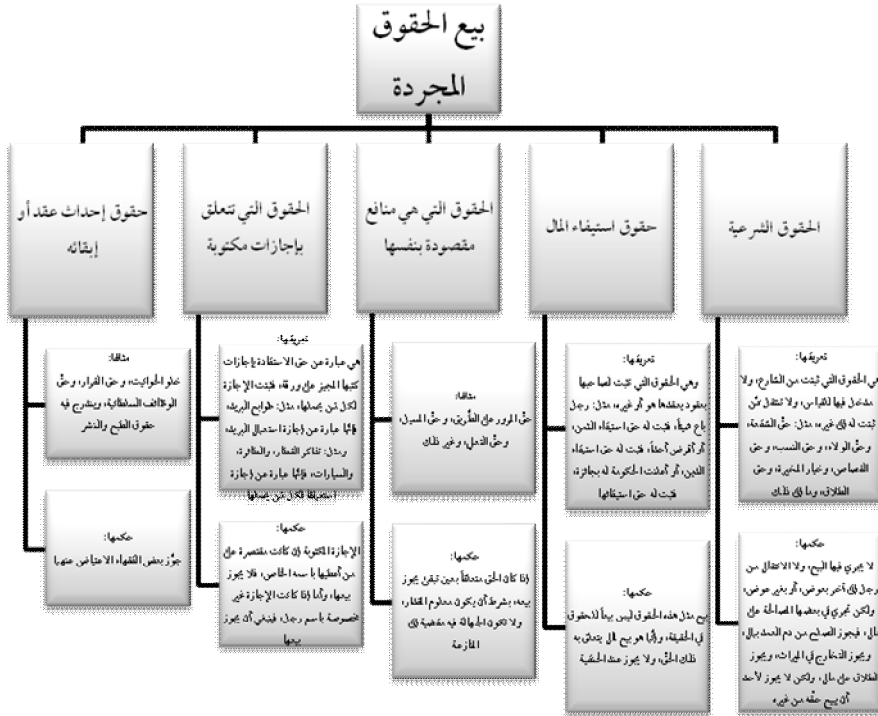 بيع الحقوق
المجردة
الحقوق الشرعية
حقوق استيفاء المال
الحقوق التي هي منافع
مقصودة بنفسها
الحقوق التي تتعلق
بإجازات مكتوبة
حقوق إحداث عقد أو
إبقائه
تعريفها:
هي الحقوق التي ثبتت من الشارع، ولا
مدخل فيها للقياس، ولا تنتقل ممن
ثبتت له إلى غيره، مثل: حق الشفعة،
وحق الولاء، وحق النسب، وحق
القصاص، وخيار المخيرة، وحق
الطلاق، وما إلى ذلك
حكمها:
لا يجري فيها البيع، ولا الانتقال من
رجل إلى آخر بعوض، أو بغير عوض،
ولكن تجري في بعضها المصالحة على
مال، فيجوز الصلح من دم العمد بمال،
ويجوز التخارج في الميراث، ويجوز
الطلاق على مال، ولكن لا يجوز لأحد
أن يبيع حقه من غيره
تعريفها:
وهي الحقوق التي تثبت لصاحبها
بعقود يعقدها هو أو غيره، مثل: رجل
باع شيئاً، فثبت له حق استيفاء الثمن،
أو أقرض أحداً، فثبت له حق استيفاء
الدين، أو أعلنت الحكومة له بجائزة،
فثبت له حق استيفائها
حكمها:
بيع مثل هذه الحقوق ليس بيعاً للحقوق
في الحقيقة، وإنما هو بيع لمال يتعلق به
ذلك الحق، ولا يجوز عند الحنفية
مثالها:
حق المرور على الطريق، وحق المسيل،
وحق التعلي، وغير ذلك
حكمها:
إذا كان الحق متعلقاً بعين تبقى يجوز
بيعه، بشرط أن يكون معلوم المقدار،
ولا تكون الجهالة فيه مفضية إلى
المنازعة
تعريفها:
هي عبارة عن حق الاستفادة بإجازات
كتبها المجيز على ورقة، فثبتت الإجازة
لكل من يحملها، مثل: طوابع البريد،
فإنها عبارة عن إجازة استعمال البريد،
ومثل: تذاكر القطار، والطائرة،
والسيارات، فإنها عبارة عن إجازة
استعمالها لكل من يحملها
حكمها:
الإجازة المكتوبة إن كانت مقتصرة على
من أعطيها باسمه الخاص، فلا يجوز
بيعها، وأما إذا كانت الإجازة غير
مخصوصة باسم رجل، فينبغي أن يجوز
بيعها
مثالها:
خلو الحوانيت، وحق القرار، وحق
الوظائف السلطانية، ويندرج فيه
حقوق الطبع والنشر
حكمها:
جوّز بعض الفقهاء الاعتياض عنها